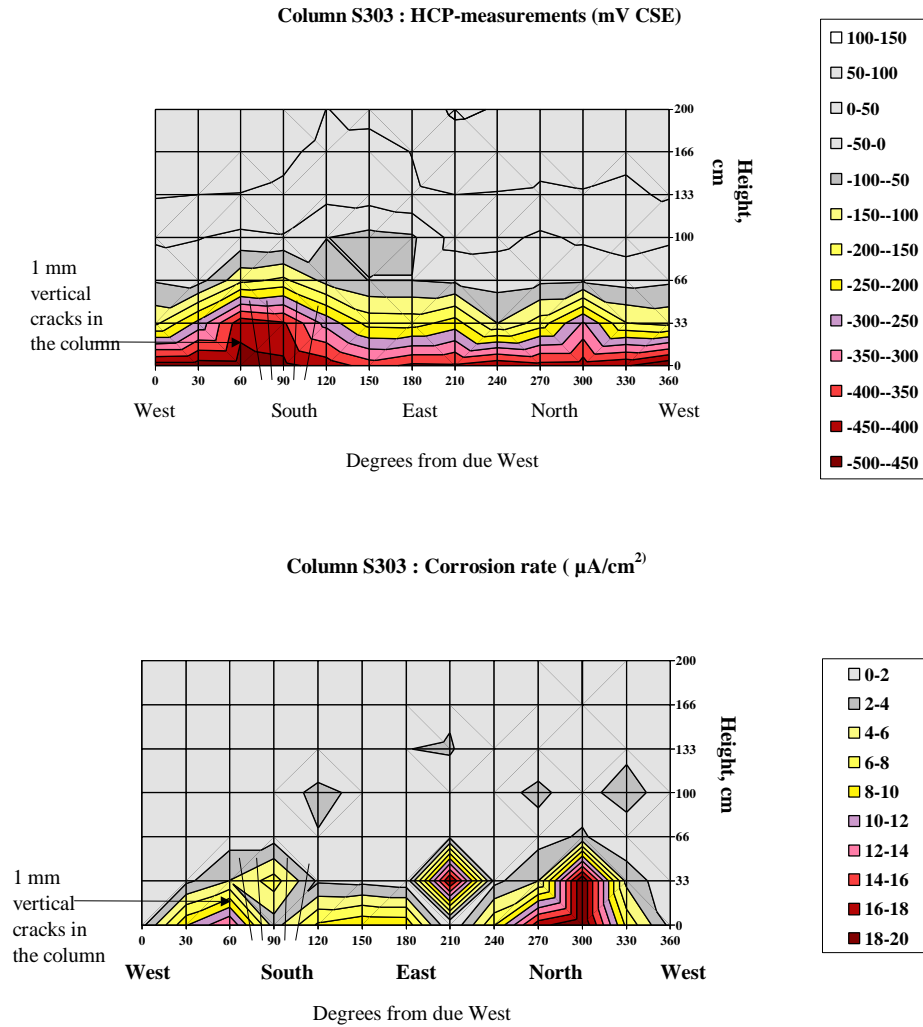 Column S303 : HCP-measurements (mV CSE)
100-150
50-100
0-50
-50-0
-100--50
-150--100
-200--150
-250--200
-300--250
-350--300
-400--350
-450--400
-500--450
200
166
133
100
66
33
0
Height,
cm
1 mm
vertical
cracks in
the column
0 30 60 90 120 150 180 210 240 270 300 330 360
West South East North West
Degrees from due West
Column S303 : Corrosion rate ( µA/cm²⁾
0-2
2-4
4-6
6-8
8-10
10-12
12-14
14-16
16-18
18-20
200
166
133
100
66
33
0
Height, cm
1 mm
vertical
cracks in
the column
0 30 60 90 120 150 180 210 240 270 300 330 360
West South East North West
Degrees from due West